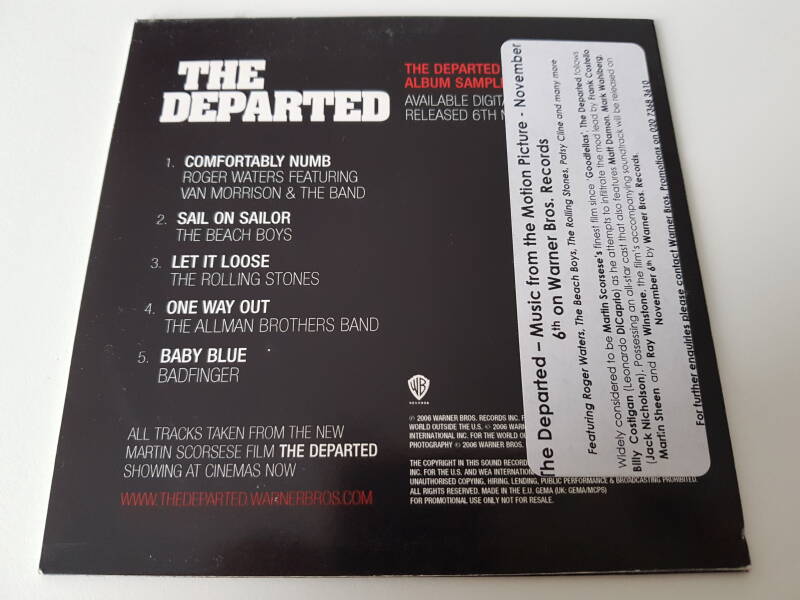 THE
DEPARTED
THE DEPARTED
ALBUM
AVAILABLE
RELEASED 6TH
1. COMFORTABLY NUMB
ROGER WATERS FEATURING
VAN MORRISON & THE BAND
2. SAIL ON SAILOR
THE BEACH BOYS
3. LET IT LOOSE
THE ROLLING STONES
4. ONE WAY OUT
THE ALLMAN BROTHERS BAND
5. BABY BLUE
BADFINGER
ALL TRACKS TAKEN FROM THE NEW
MARTIN SCORSESE FILM THE DEPARTED
SHOWING AT CINEMAS NOW
WWW.THEDEPARTED.WARNERBROS.COM
WB
RECORDS
℗ 2006 WARNER BROS. RECORDS INC.
WORLD OUTSIDE THE U.S. © 2006 WARNER
INTERNATIONAL INC. FOR THE WORLD
PHOTOGRAPHY © 2006 WARNER BROS.
THE COPYRIGHT IN THIS SOUND
INC. FOR THE U.S. AND WEA
UNAUTHORISED COPYING, HIRING, LENDING, PUBLIC PERFORMANCE & BROADCASTING PROHIBITED.
ALL RIGHTS RESERVED. MADE IN THE E.U. GEMA (UK: GEMA/MCPS)
FOR PROMOTIONAL USE ONLY NOT FOR RESALE.
The Departed – Music from the Motion Picture - November
6th on Warner Bros. Records
Featuring Roger Waters, The Beach Boys, The Rolling Stones, Patsy Cline and many more
Widely considered to be Martin Scorsese's finest film since 'Goodfellas', The Departed follows
Billy Costigan (Leonardo DiCaprio) as he attempts to infiltrate the mod lead by Frank Costello
(Jack Nicholson). Possessing an all-star cast that also features Matt Damon, Mark Wahlberg,
Martin Sheen and Ray Winstone, the film's accompanying soundtrack will be released on
November 6th by Warner Bros. Records.
For further enquiries please contact Warner Bros. Promotions on 020 7368 3610